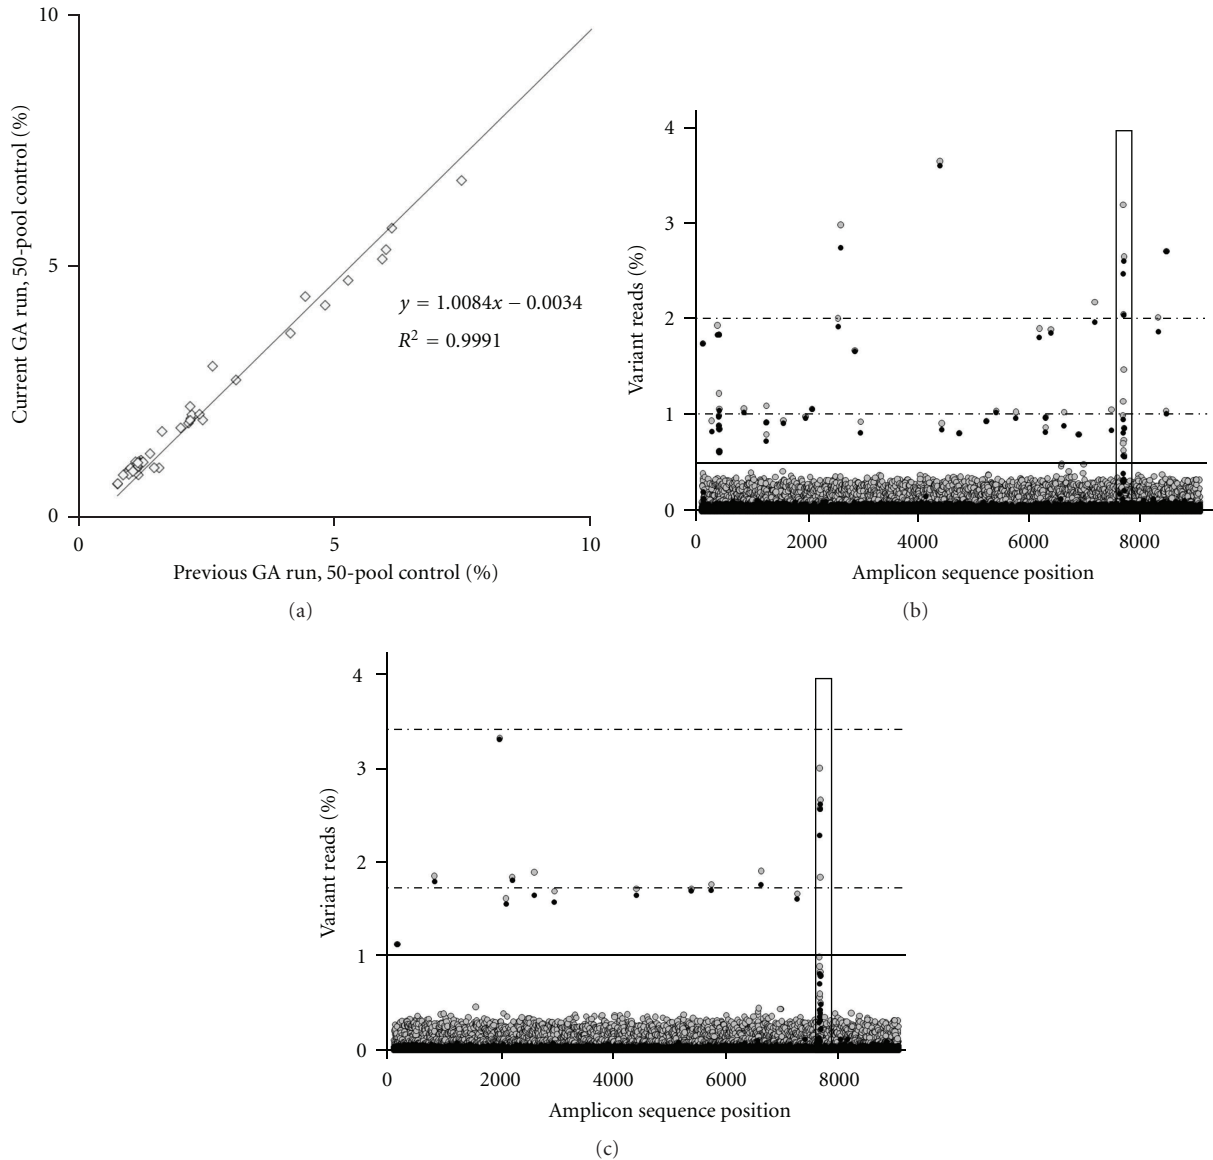 10
5
0
0
5
10
Current GA run, 50-pool control (%)
y = 1.0084x − 0.0034
R² = 0.9991
Previous GA run, 50-pool control (%)
(a)
4
3
2
1
0
Variant reads (%)
0
2000
4000
6000
8000
Amplicon sequence position
(b)
4
3
2
1
0
Variant reads (%)
0
2000
4000
6000
8000
Amplicon sequence position
(c)